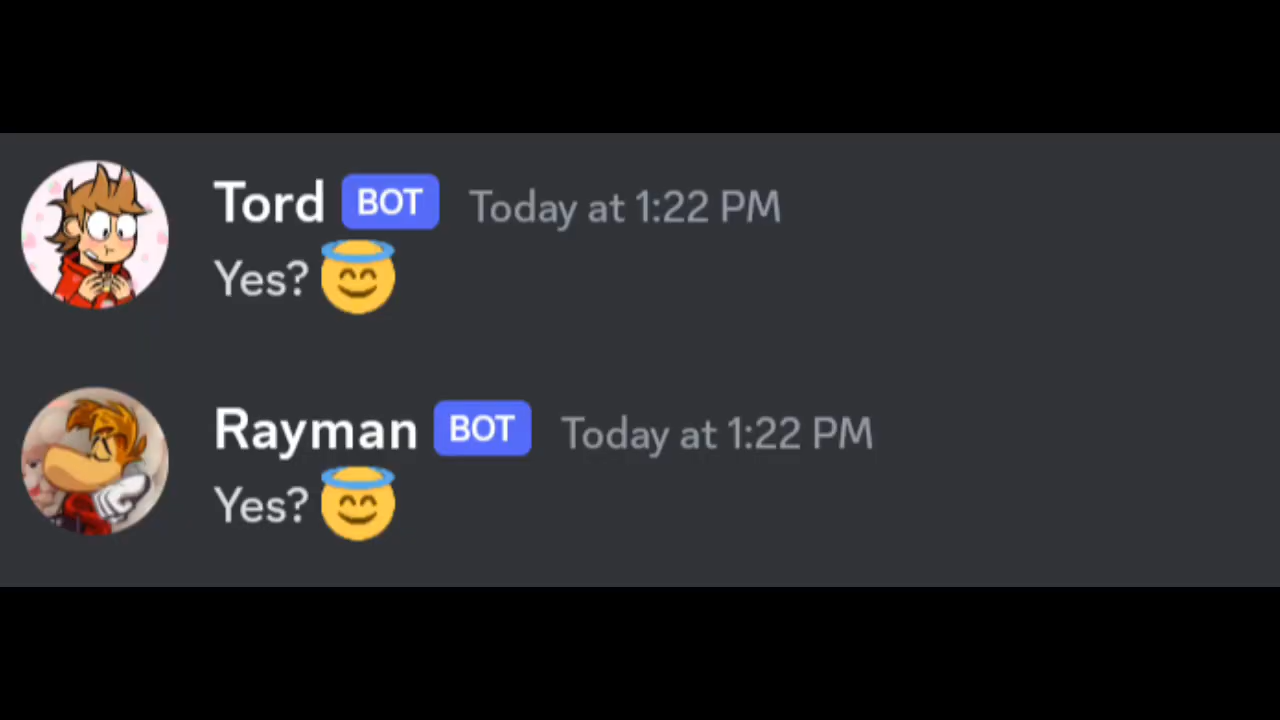 Tord BOT Today at 1:22 PM
Yes? 😇
Rayman BOT Today at 1:22 PM
Yes? 😇